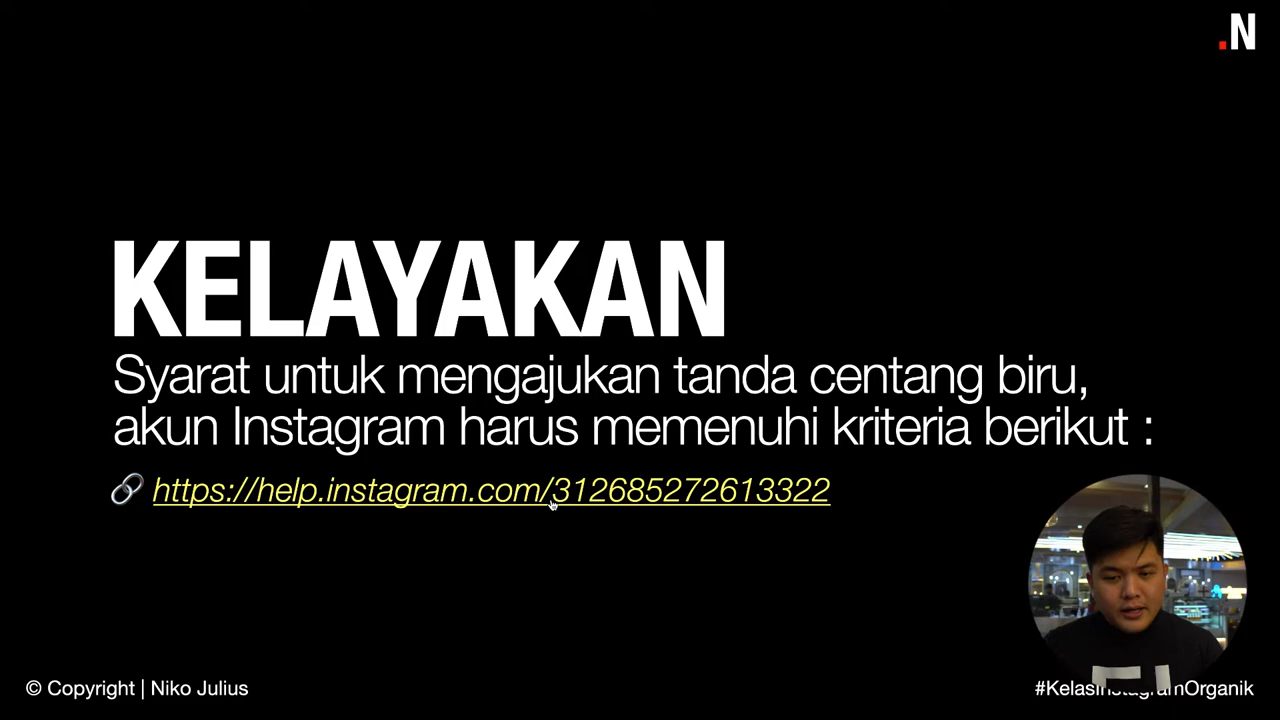 .N
KELAYAKAN
Syarat untuk mengajukan tanda centang biru,
akun Instagram harus memenuhi kriteria berikut :
https://help.instagram.com/312685272613322
© Copyright | Niko Julius
#KelasInstagramOrganik